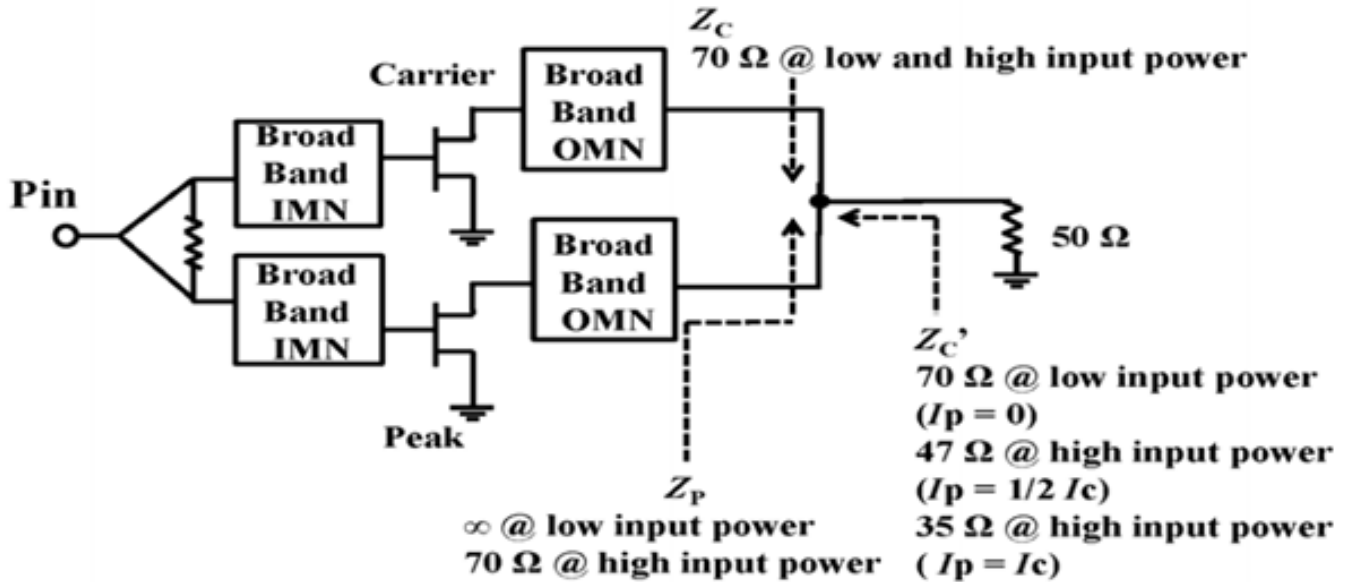 Z_C
70 Ω @ low and high input power
Carrier
Broad
Band
OMN
Broad
Band
IMN
Pin
50 Ω
Broad
Band
OMN
Broad
Band
IMN
Peak
Z_P
∞ @ low input power
70 Ω @ high input power
Z_C’
70 Ω @ low input power
(Ip = 0)
47 Ω @ high input power
(Ip = 1/2 Ic)
35 Ω @ high input power
( Ip = Ic)